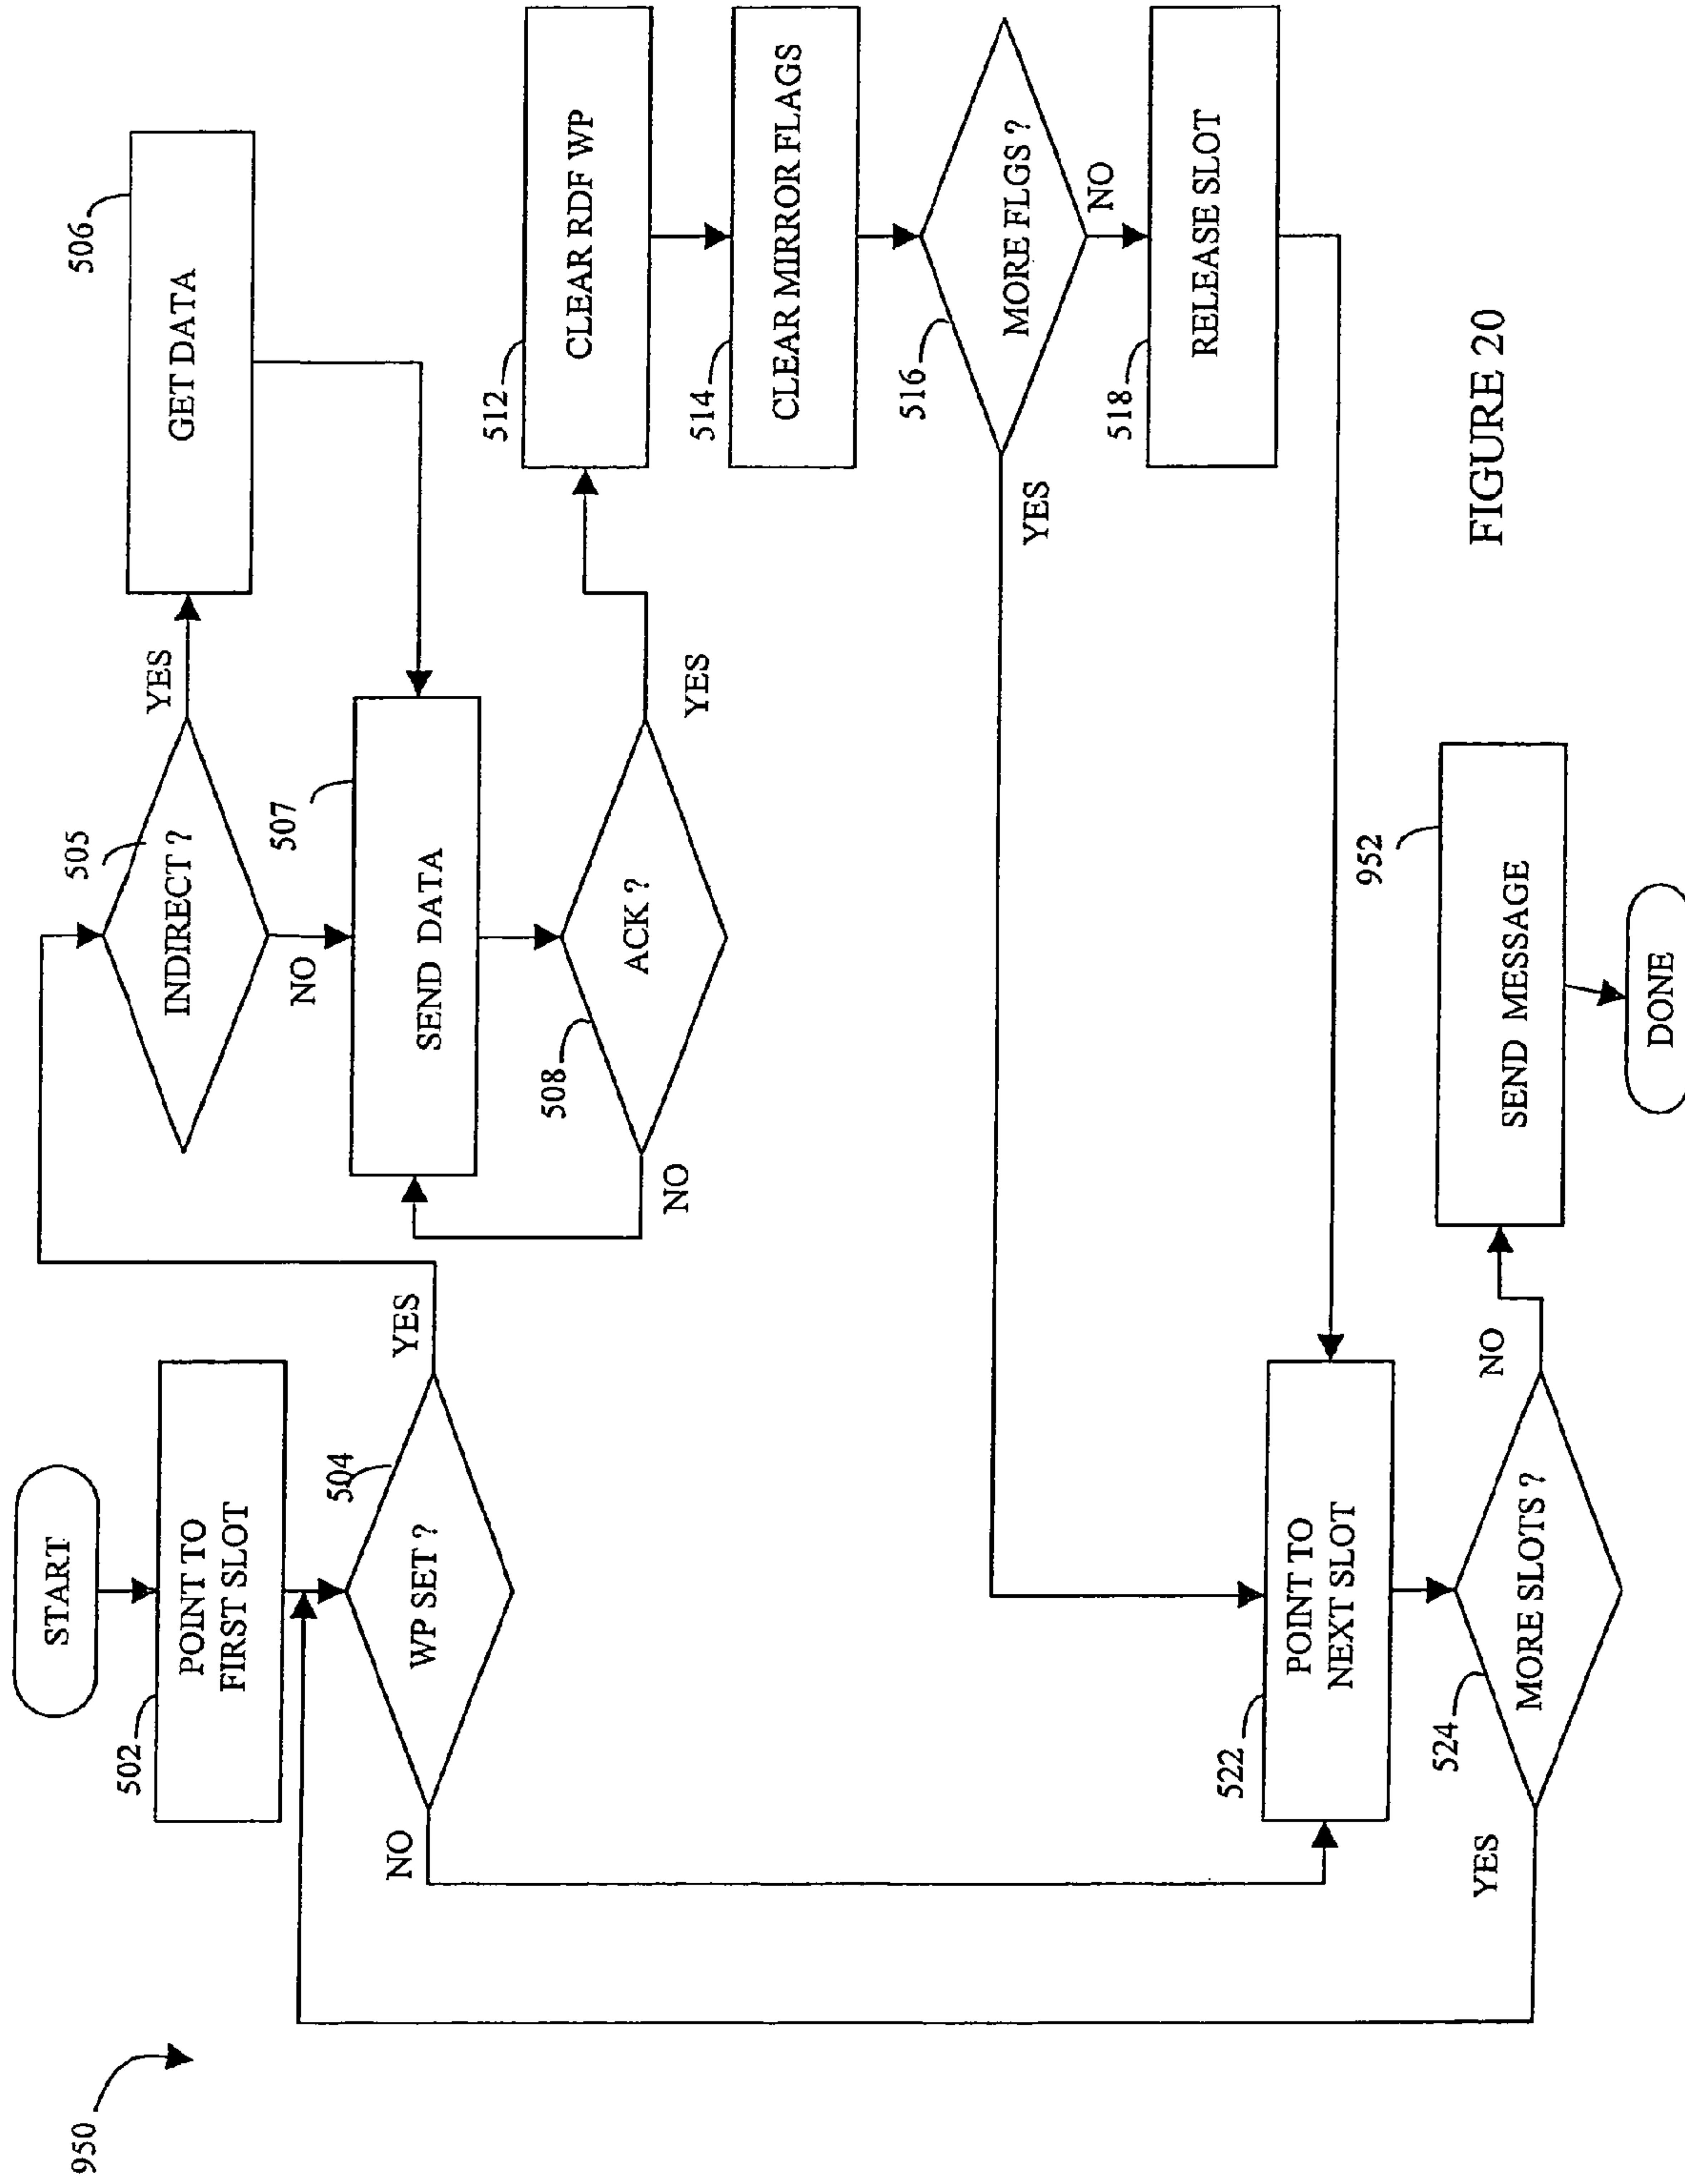 950
START
502
POINT TO
FIRST SLOT
504
WP SET ?
YES
NO
505
INDIRECT ?
YES
NO
506
GET DATA
507
SEND DATA
508
ACK ?
YES
NO
512
CLEAR RDF WP
514
CLEAR MIRROR FLAGS
516
MORE FLGS ?
YES
NO
518
RELEASE SLOT
522
POINT TO
NEXT SLOT
524
MORE SLOTS ?
YES
NO
952
SEND MESSAGE
DONE
FIGURE 20